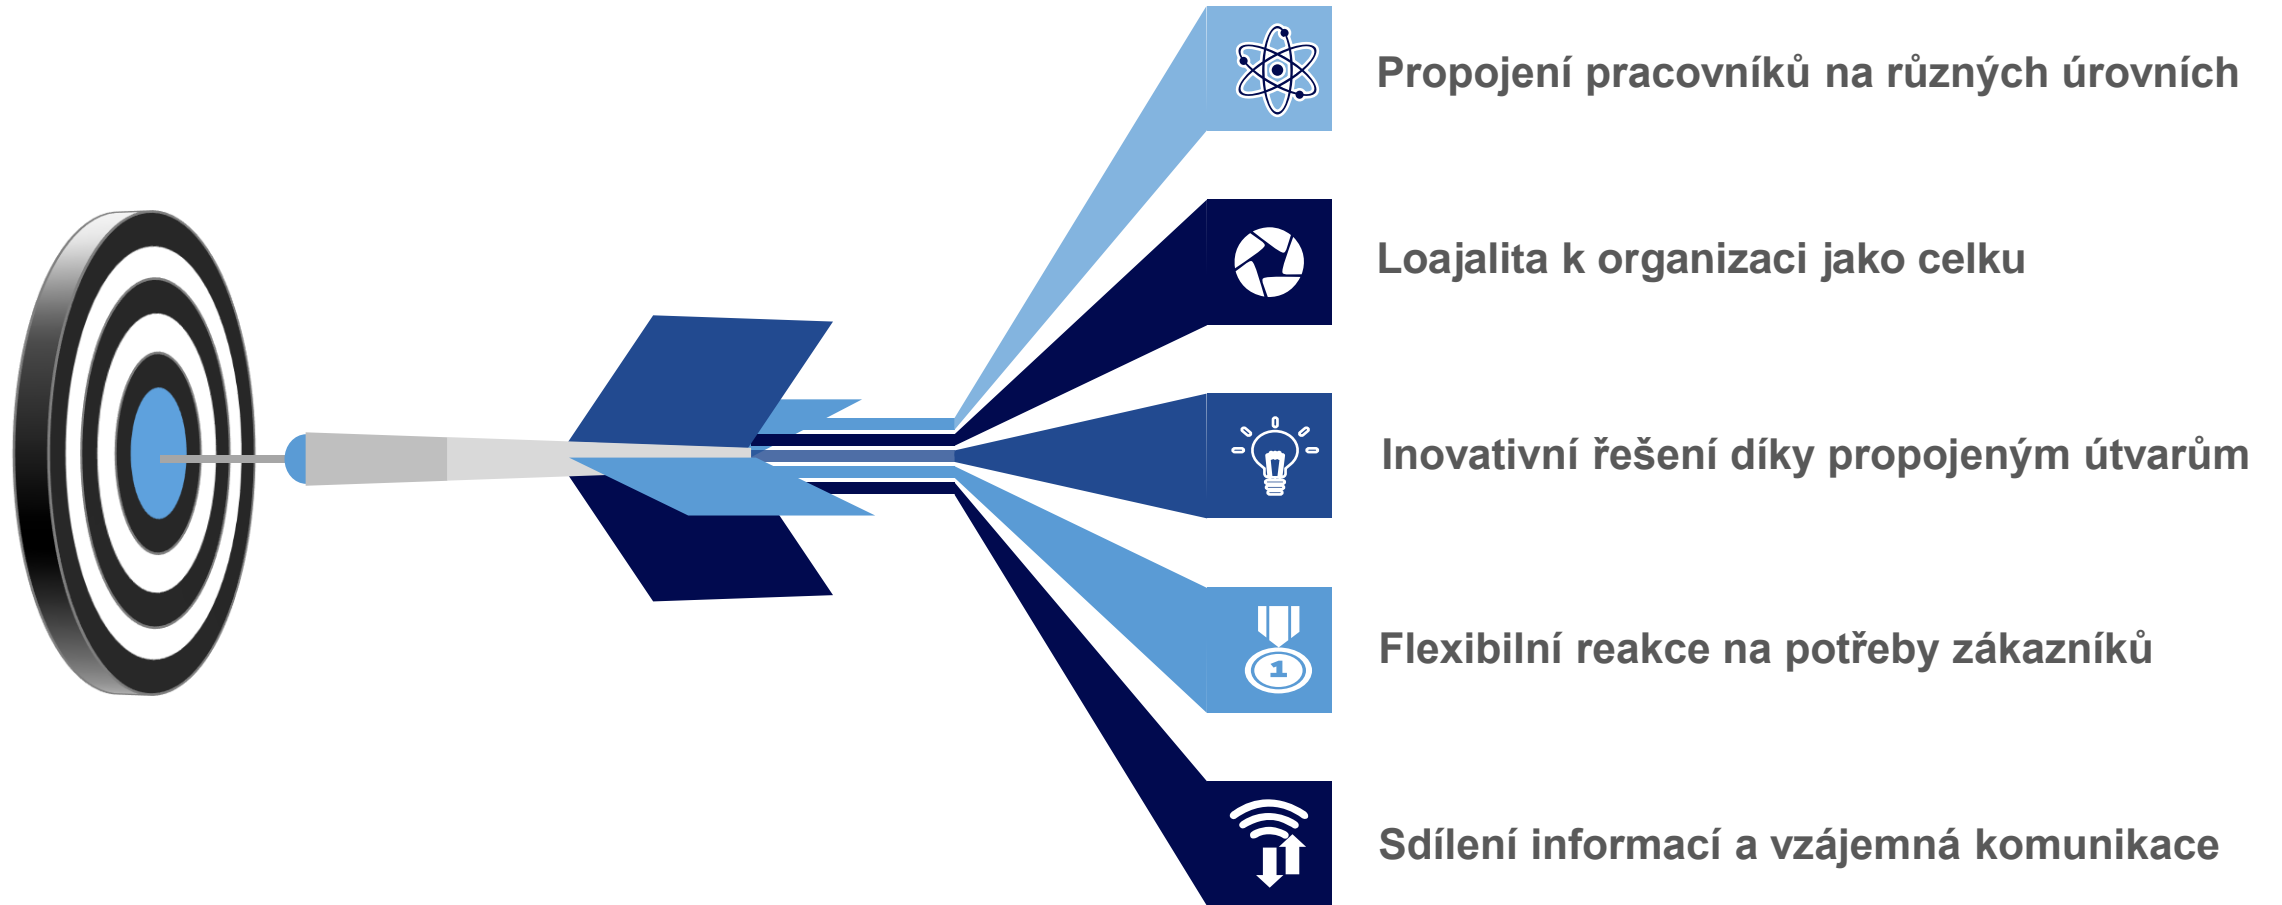 Propojení pracovníků na různých úrovních
Loajalita k organizaci jako celku
Inovativní řešení díky propojeným útvarům
Flexibilní reakce na potřeby zákazníků
1
Sdílení informací a vzájemná komunikace